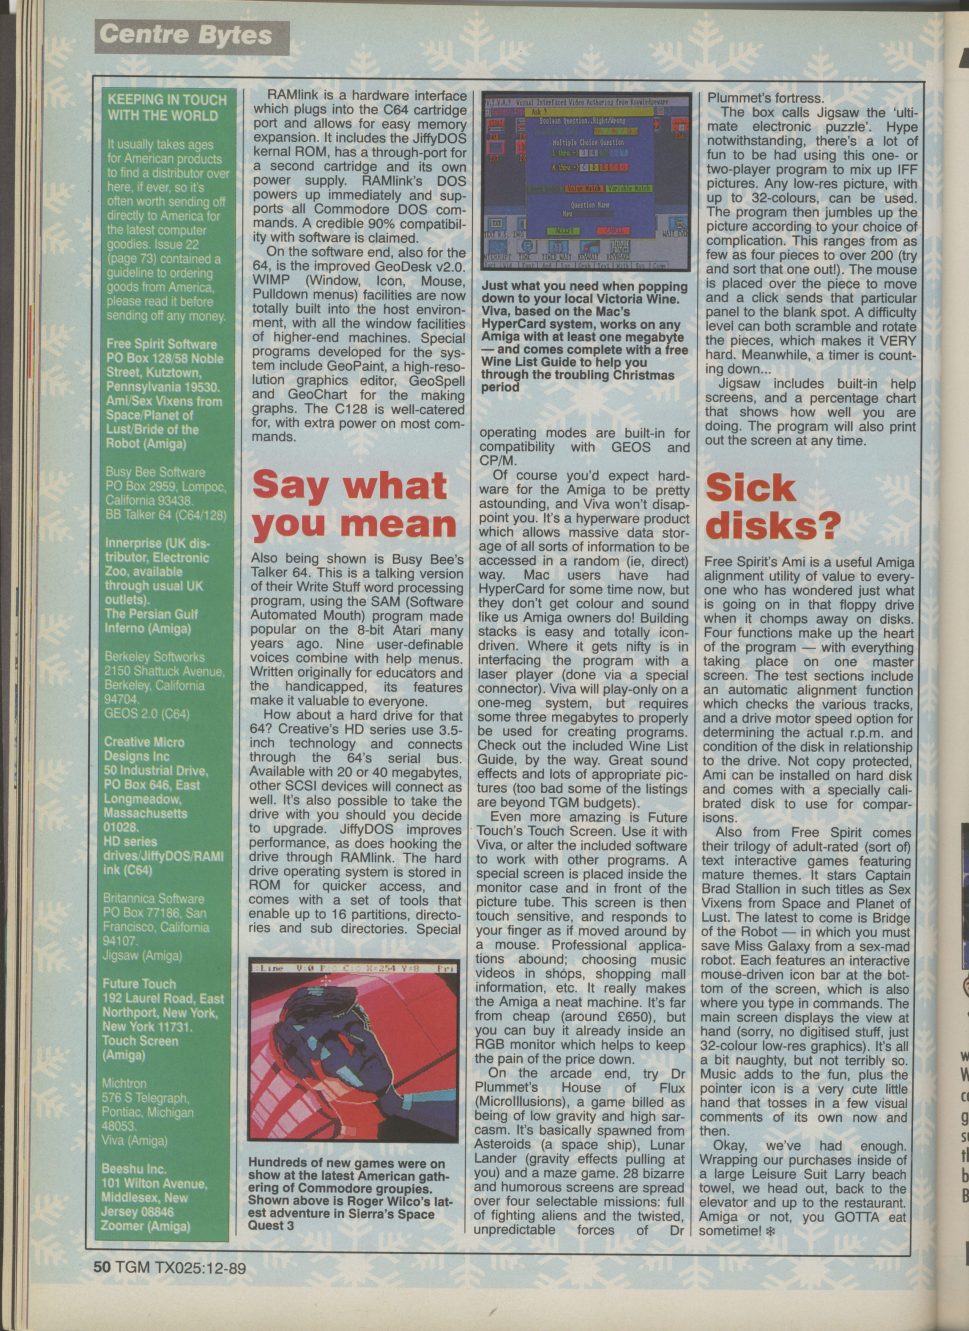 Centre Bytes
KEEPING IN TOUCH
WITH THE WORLD
It usually takes ages
for American products
to find a distributor over
here, if ever, so it's
often worth sending off
directly to America for
the latest computer
goodies. Issue 22
(page 73) contained a
guideline to ordering
goods from America,
please read it before
sending off any money.
Free Spirit Software
PO Box 128/58 Noble
Street, Kutztown,
Pennsylvania 19530.
Ami/Sex Vixens from
Space/Planet of
Lust/Bride of the
Robot (Amiga)
Busy Bee Software
PO Box 2959, Lompoc,
California 93438.
BB Talker 64 (C64/128)
Innerprise (UK dis-
tributor, Electronic
Zoo, available
through usual UK
outlets).
The Persian Gulf
Inferno (Amiga)
Berkeley Softworks
2150 Shattuck Avenue,
Berkeley, California
94704.
GEOS 2.0 (C64)
Creative Micro
Designs Inc
50 Industrial Drive,
PO Box 646, East
Longmeadow,
Massachusetts
01028.
HD series
drives/JiffyDOS/RAMl
ink (C64)
Britannica Software
PO Box 77186, San
Francisco, California
94107.
Jigsaw (Amiga)
Future Touch
192 Laurel Road, East
Northport, New York,
New York 11731.
Touch Screen
(Amiga)
Michtron
576 S Telegraph,
Pontiac, Michigan
48053.
Viva (Amiga)
Beeshu Inc.
101 Wilton Avenue,
Middlesex, New
Jersey 08846
Zoomer (Amiga)
RAMlink is a hardware interface
which plugs into the C64 cartridge
port and allows for easy memory
expansion. It includes the JiffyDOS
kernal ROM, has a through-port for
a second cartridge and its own
power supply. RAMlink's DOS
powers up immediately and sup-
ports all Commodore DOS com-
mands. A credible 90% compatibil-
ity with software is claimed.
On the software end, also for the
64, is the improved GeoDesk v2.0.
WIMP (Window, Icon, Mouse,
Pulldown menus) facilities are now
totally built into the host environ-
ment, with all the window facilities
of higher-end machines. Special
programs developed for the sys-
tem include GeoPaint, a high-reso-
lution graphics editor, GeoSpell
and GeoChart for the making
graphs. The C128 is well-catered
for, with extra power on most com-
mands.
Say what
you mean
Also being shown is Busy Bee's
Talker 64. This is a talking version
of their Write Stuff word processing
program, using the SAM (Software
Automated Mouth) program made
popular on the 8-bit Atari many
years ago. Nine user-definable
voices combine with help menus.
Written originally for educators and
the handicapped, its features
make it valuable to everyone.
How about a hard drive for that
64? Creative's HD series use 3.5-
inch technology and connects
through the 64's serial bus.
Available with 20 or 40 megabytes,
other SCSI devices will connect as
well. It's also possible to take the
drive with you should you decide
to upgrade. JiffyDOS improves
performance, as does hooking the
drive through RAMlink. The hard
drive operating system is stored in
ROM for quicker access, and
comes with a set of tools that
enable up to 16 partitions, directo-
ries and sub directories. Special
Line
X=254 Y=8
Fri
Hundreds of new games were on
show at the latest American gath-
ering of Commodore groupies.
Shown above is Roger Wilco's lat-
est adventure in Sierra's Space
Quest 3
V.I.V.A.? Visual Interfaced Video Authoring from Knowledgeware
Ask ?
Boolean Question..Right/Wrong
Multiple Choice Question
Value Match Variable Match
Question Name
New
ACCEPT CANCEL
Just what you need when popping
down to your local Victoria Wine.
Viva, based on the Mac's
HyperCard system, works on any
Amiga with at least one megabyte
— and comes complete with a free
Wine List Guide to help you
through the troubling Christmas
period
operating modes are built-in for
compatibility with GEOS and
CP/M.
Of course you'd expect hard-
ware for the Amiga to be pretty
astounding, and Viva won't disap-
point you. It's a hyperware product
which allows massive data stor-
age of all sorts of information to be
accessed in a random (ie, direct)
way. Mac users have had
HyperCard for some time now, but
they don't get colour and sound
like us Amiga owners do! Building
stacks is easy and totally icon-
driven. Where it gets nifty is in
interfacing the program with a
laser player (done via a special
connector). Viva will play-only on a
one-meg system, but requires
some three megabytes to properly
be used for creating programs.
Check out the included Wine List
Guide, by the way. Great sound
effects and lots of appropriate pic-
tures (too bad some of the listings
are beyond TGM budgets).
Even more amazing is Future
Touch's Touch Screen. Use it with
Viva, or alter the included software
to work with other programs. A
special screen is placed inside the
monitor case and in front of the
picture tube. This screen is then
touch sensitive, and responds to
your finger as if moved around by
a mouse. Professional applica-
tions abound; choosing music
videos in shops, shopping mall
information, etc. It really makes
the Amiga a neat machine. It's far
from cheap (around £650), but
you can buy it already inside an
RGB monitor which helps to keep
the pain of the price down.
On the arcade end, try Dr
Plummet's House of Flux
(MicroIllusions), a game billed as
being of low gravity and high sar-
casm. It's basically spawned from
Asteroids (a space ship), Lunar
Lander (gravity effects pulling at
you) and a maze game. 28 bizarre
and humorous screens are spread
over four selectable missions: full
of fighting aliens and the twisted,
unpredictable forces of Dr
Plummet's fortress.
The box calls Jigsaw the 'ulti-
mate electronic puzzle'. Hype
notwithstanding, there's a lot of
fun to be had using this one- or
two-player program to mix up IFF
pictures. Any low-res picture, with
up to 32-colours, can be used.
The program then jumbles up the
picture according to your choice of
complication. This ranges from as
few as four pieces to over 200 (try
and sort that one out!). The mouse
is placed over the piece to move
and a click sends that particular
panel to the blank spot. A difficulty
level can both scramble and rotate
the pieces, which makes it VERY
hard. Meanwhile, a timer is count-
ing down...
Jigsaw includes built-in help
screens, and a percentage chart
that shows how well you are
doing. The program will also print
out the screen at any time.
Sick
disks?
Free Spirit's Ami is a useful Amiga
alignment utility of value to every-
one who has wondered just what
is going on in that floppy drive
when it chomps away on disks.
Four functions make up the heart
of the program — with everything
taking place on one master
screen. The test sections include
an automatic alignment function
which checks the various tracks,
and a drive motor speed option for
determining the actual r.p.m. and
condition of the disk in relationship
to the drive. Not copy protected,
Ami can be installed on hard disk
and comes with a specially cali-
brated disk to use for compar-
isons.
Also from Free Spirit comes
their trilogy of adult-rated (sort of)
text interactive games featuring
mature themes. It stars Captain
Brad Stallion in such titles as Sex
Vixens from Space and Planet of
Lust. The latest to come is Bridge
of the Robot — in which you must
save Miss Galaxy from a sex-mad
robot. Each features an interactive
mouse-driven icon bar at the bot-
tom of the screen, which is also
where you type in commands. The
main screen displays the view at
hand (sorry, no digitised stuff, just
32-colour low-res graphics). It's all
a bit naughty, but not terribly so.
Music adds to the fun, plus the
pointer icon is a very cute little
hand that tosses in a few visual
comments of its own now and
then.
Okay, we've had enough.
Wrapping our purchases inside of
a large Leisure Suit Larry beach
towel, we head out, back to the
elevator and up to the restaurant.
Amiga or not, you GOTTA eat
sometime!
50 TGM TX025:12-89